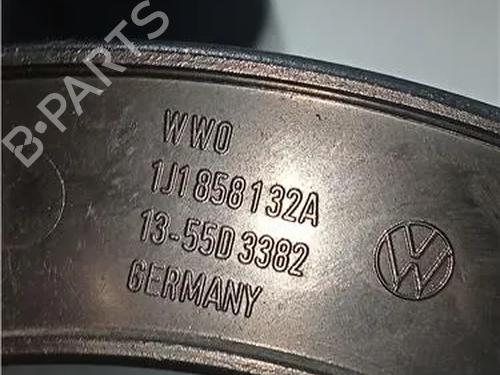 B-PARTS
WWO
1J1 858 132A
13-55D 3382
GERMANY